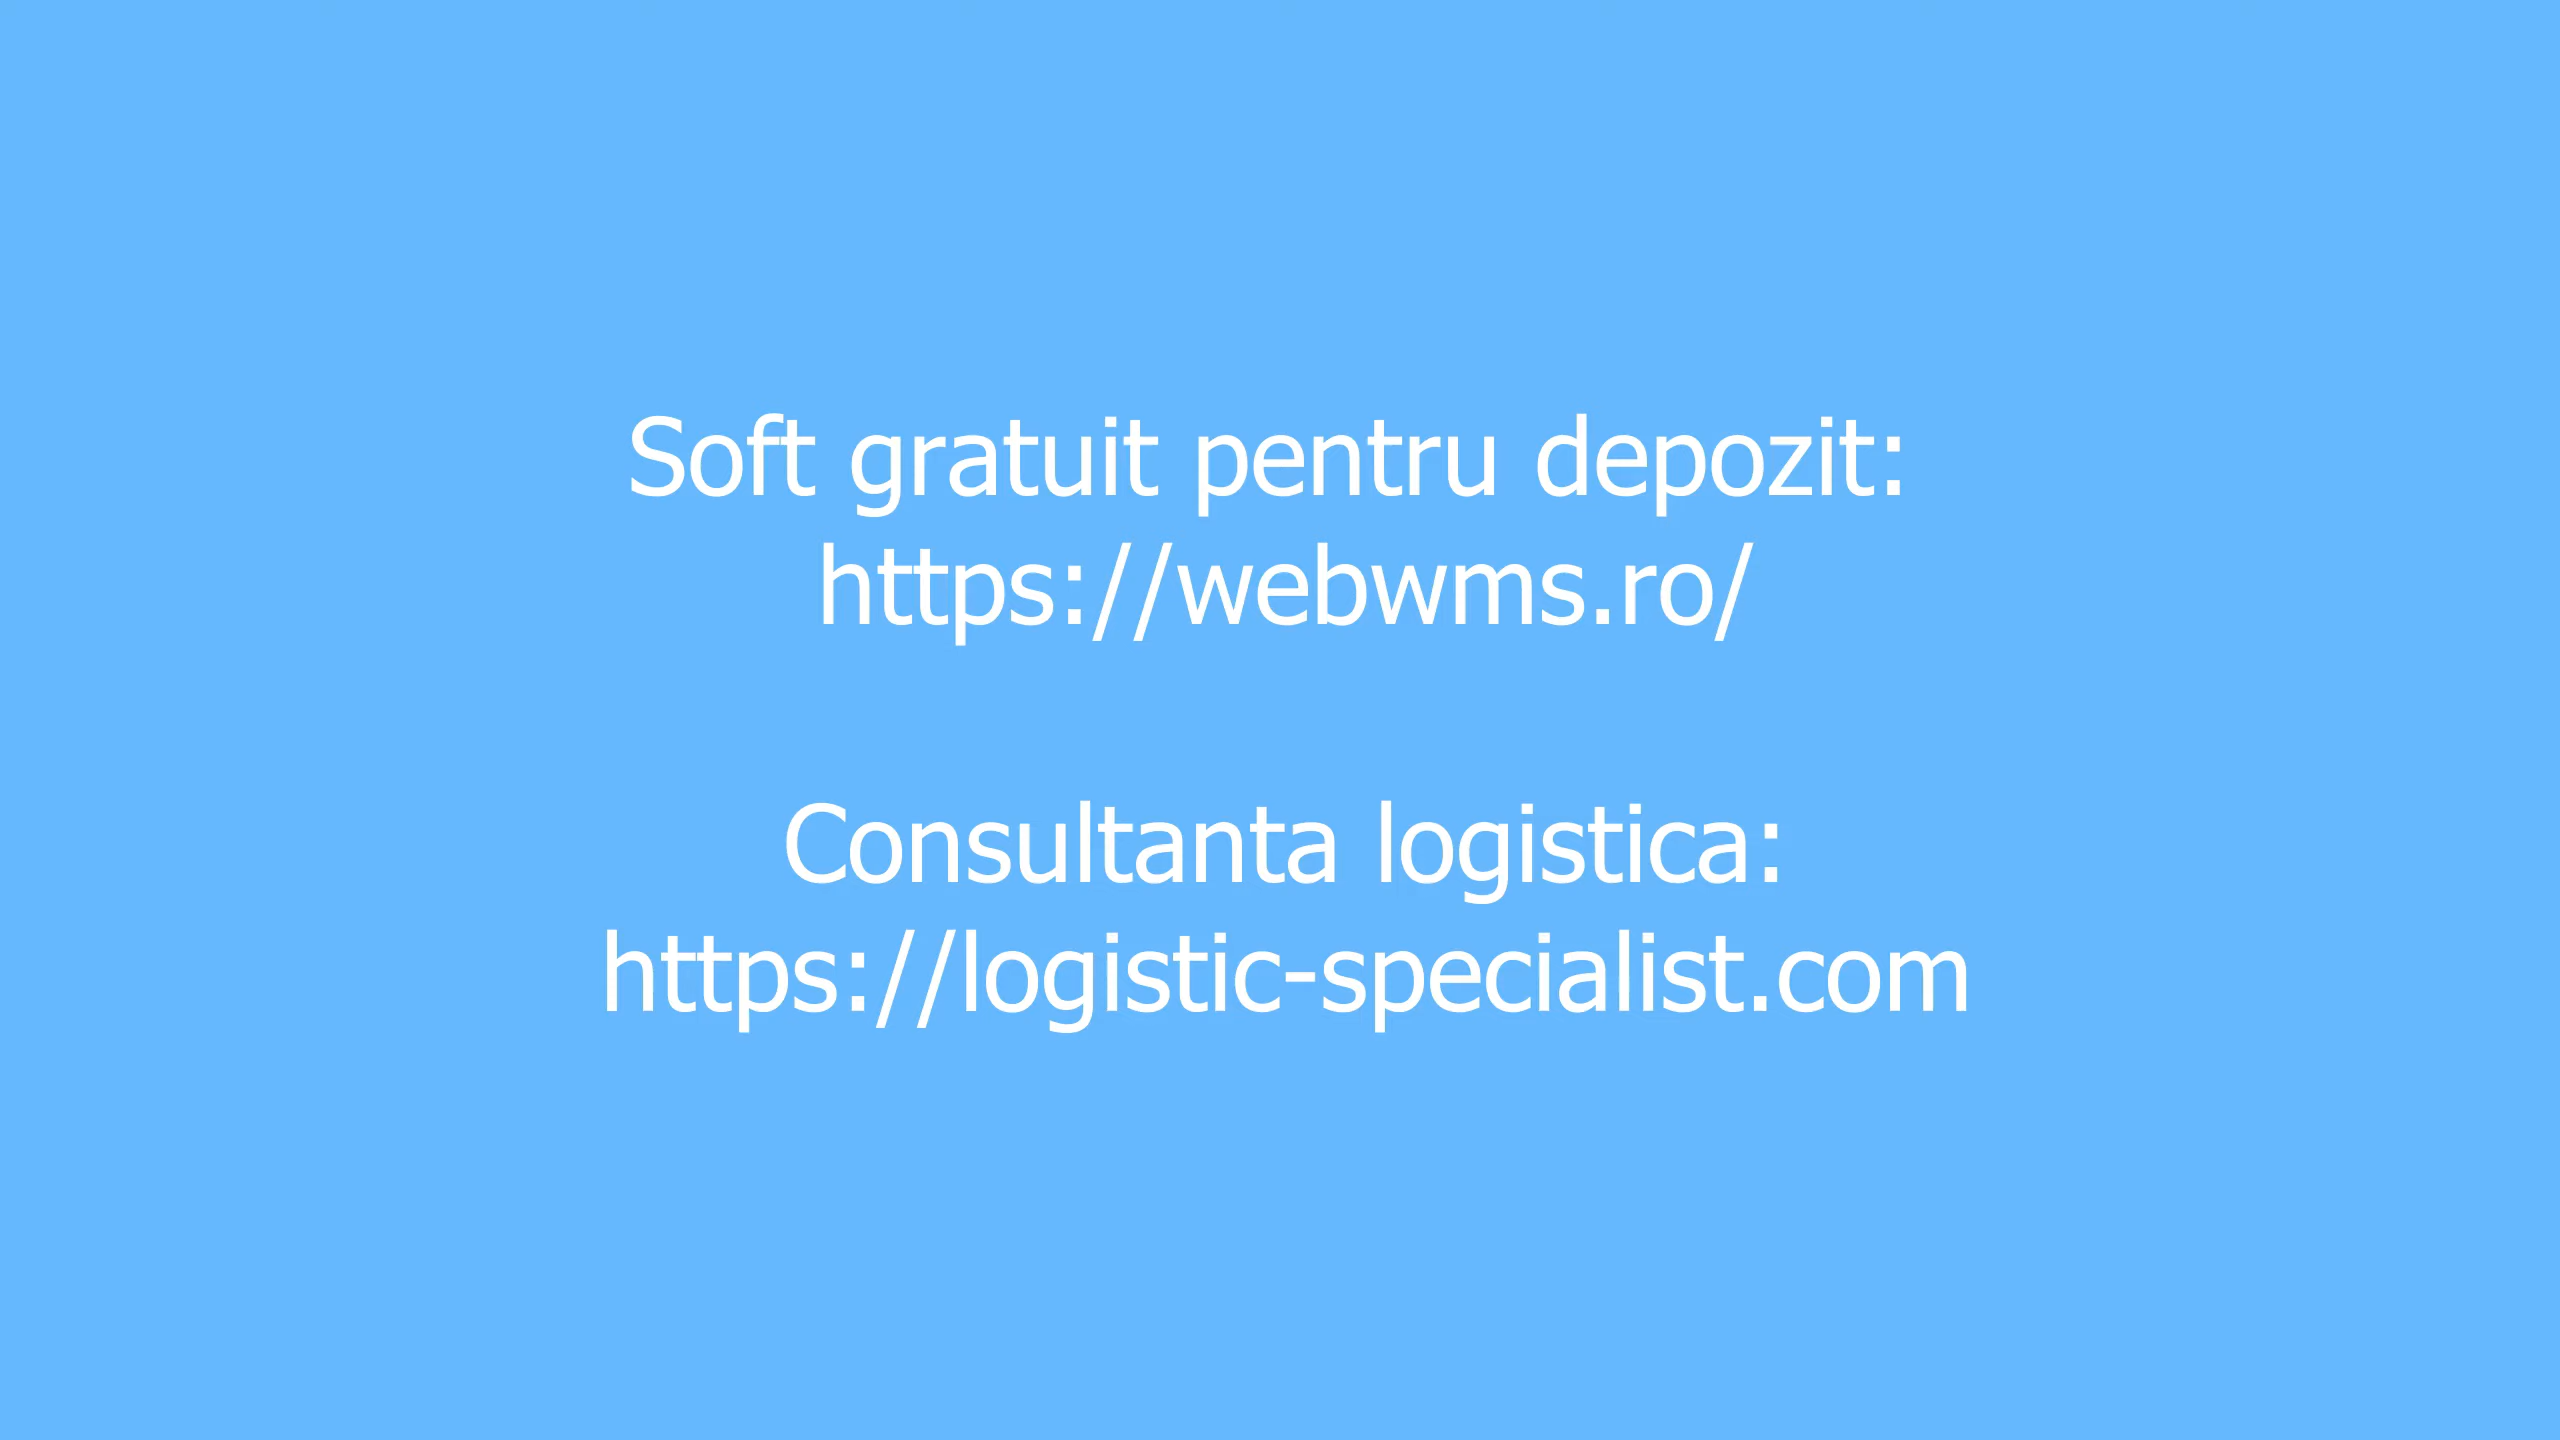 Soft gratuit pentru depozit:
https://webwms.ro/
Consultanta logistica:
https://logistic-specialist.com